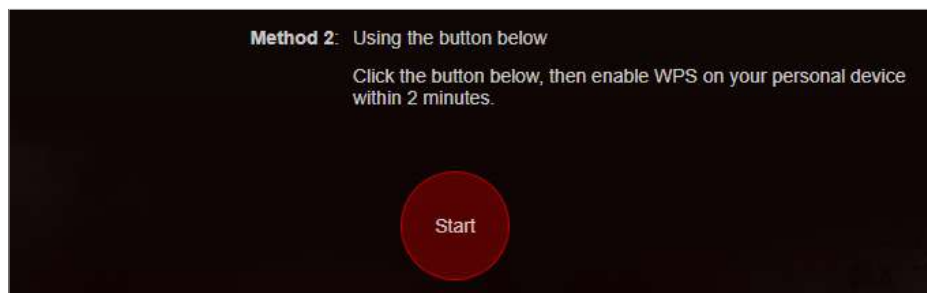 Method 2: Using the button below
Click the button below, then enable WPS on your personal device
within 2 minutes.
Start